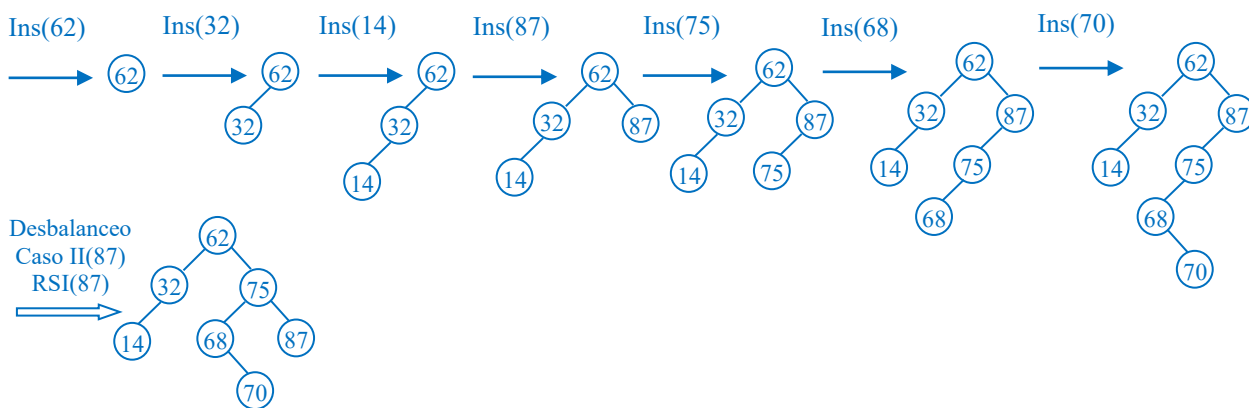 Ins(62) Ins(32) Ins(14) Ins(87) Ins(75) Ins(68) Ins(70)
62 62 62 62 62 62 62
32 32 32 87 32 87 32 87 32 87
14 14 14 75 14 75 14 75
68 68
70
Desbalanceo
Caso II(87)
RSI(87)
62
32 75
14 68 87
70